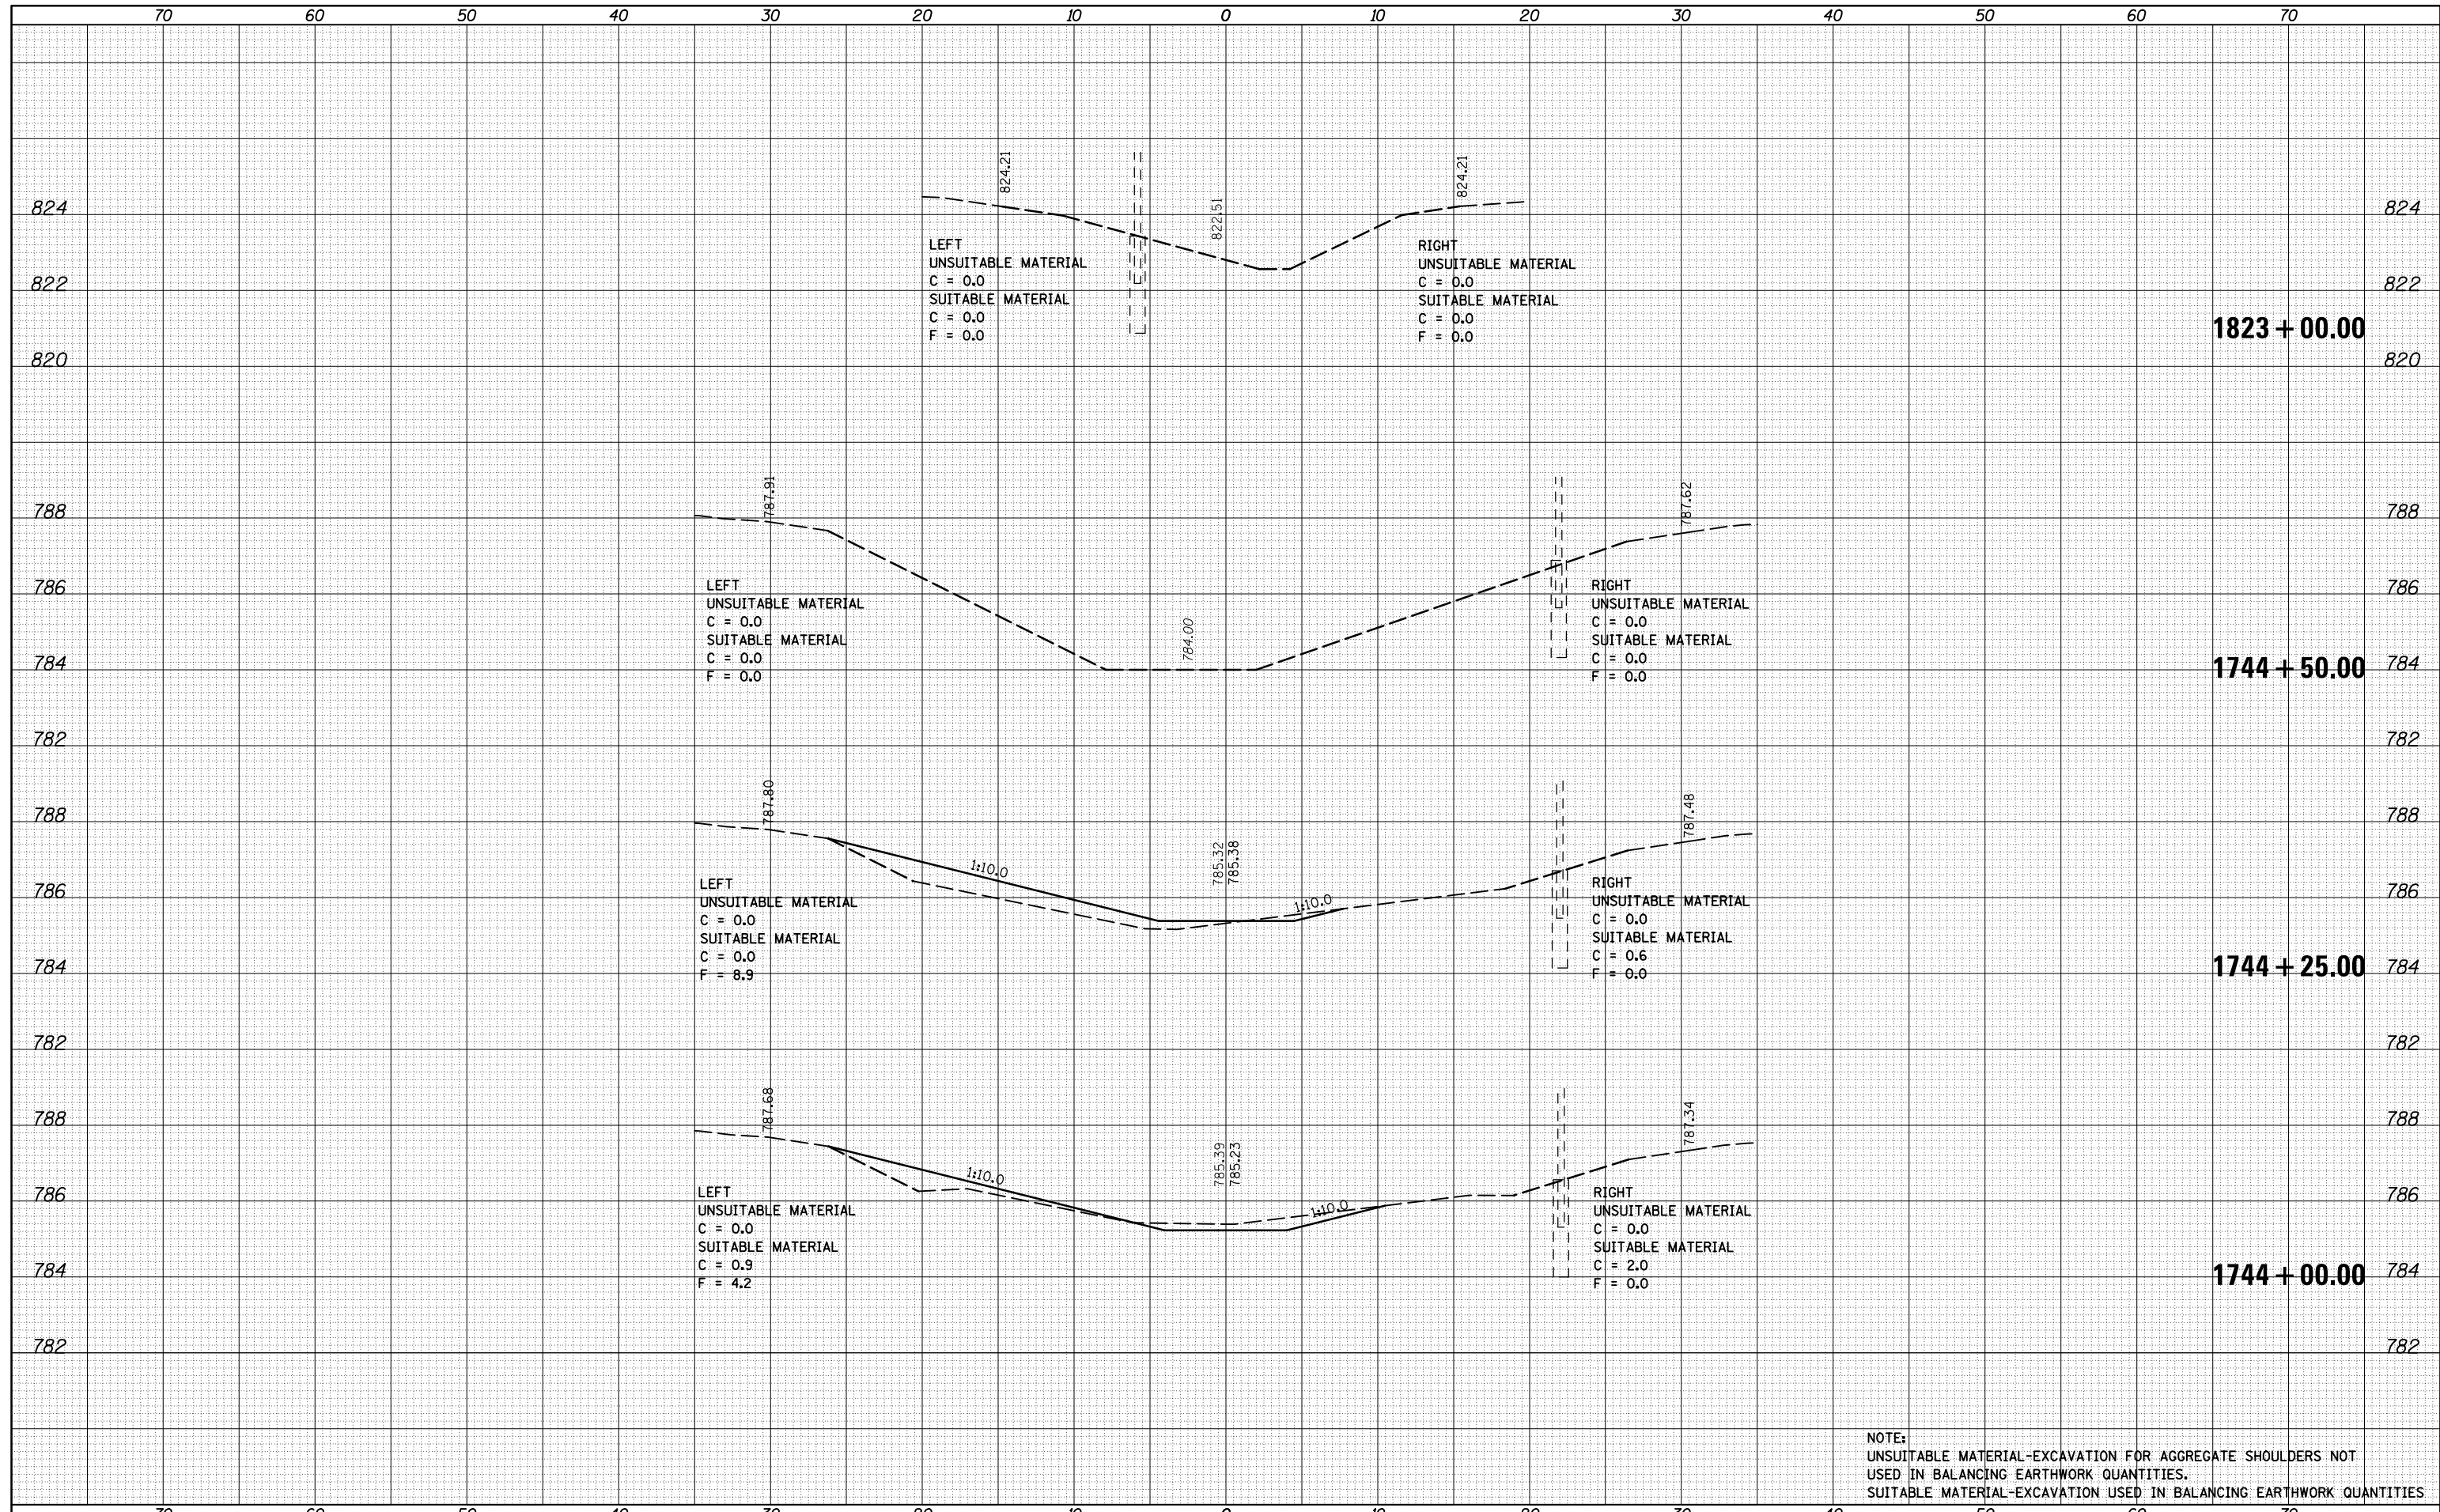 70 60 50 40 30 20 10 0 10 20 30 40 50 60 70
824.21
824.21
822.51
824 824
LEFT
UNSUITABLE MATERIAL
C = 0.0
SUITABLE MATERIAL
C = 0.0
F = 0.0
RIGHT
UNSUITABLE MATERIAL
C = 0.0
SUITABLE MATERIAL
C = 0.0
F = 0.0
822 822
1823 + 00.00
820 820
787.91
787.62
788 788
784.00
786 786
LEFT
UNSUITABLE MATERIAL
C = 0.0
SUITABLE MATERIAL
C = 0.0
F = 0.0
RIGHT
UNSUITABLE MATERIAL
C = 0.0
SUITABLE MATERIAL
C = 0.0
F = 0.0
784 1744 + 50.00 784
782 782
787.80
787.48
788 788
785.32
785.38
1:10.0
1:10.0
786 786
LEFT
UNSUITABLE MATERIAL
C = 0.0
SUITABLE MATERIAL
C = 0.0
F = 8.9
RIGHT
UNSUITABLE MATERIAL
C = 0.0
SUITABLE MATERIAL
C = 0.6
F = 0.0
784 1744 + 25.00 784
782 782
787.68
787.34
788 788
785.39
785.23
1:10.0
1:10.0
786 786
LEFT
UNSUITABLE MATERIAL
C = 0.0
SUITABLE MATERIAL
C = 0.9
F = 4.2
RIGHT
UNSUITABLE MATERIAL
C = 0.0
SUITABLE MATERIAL
C = 2.0
F = 0.0
784 1744 + 00.00 784
782 782
NOTE:
UNSUITABLE MATERIAL-EXCAVATION FOR AGGREGATE SHOULDERS NOT
USED IN BALANCING EARTHWORK QUANTITIES.
SUITABLE MATERIAL-EXCAVATION USED IN BALANCING EARTHWORK QUANTITIES